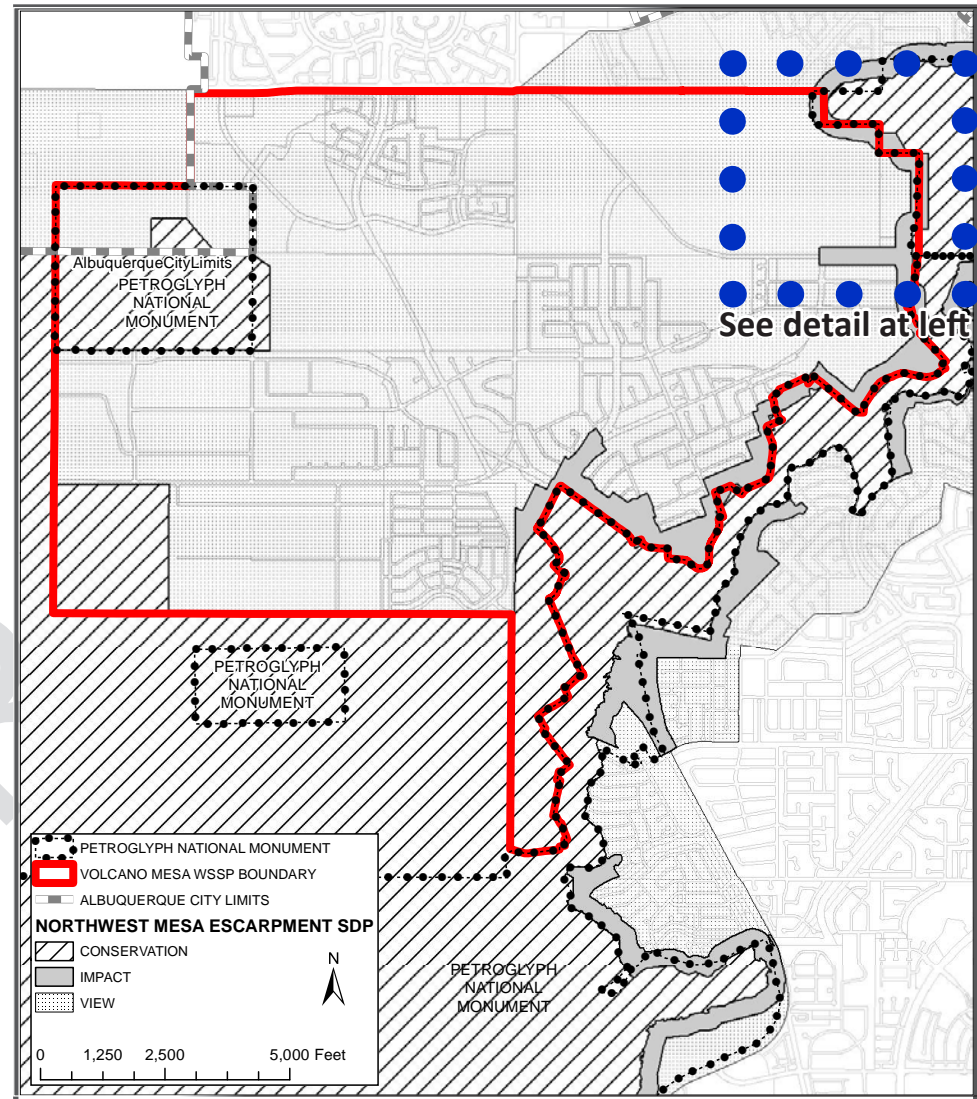 AlbuquerqueCityLimits
PETROGLYPH
NATIONAL
MONUMENT
See detail at left
PETROGLYPH
NATIONAL
MONUMENT
PETROGLYPH
NATIONAL
MONUMENT
PETROGLYPH NATIONAL MONUMENT
VOLCANO MESA WSSP BOUNDARY
ALBUQUERQUE CITY LIMITS
NORTHWEST MESA ESCARPMENT SDP
CONSERVATION
IMPACT
VIEW
N
0 1,250 2,500 5,000 Feet